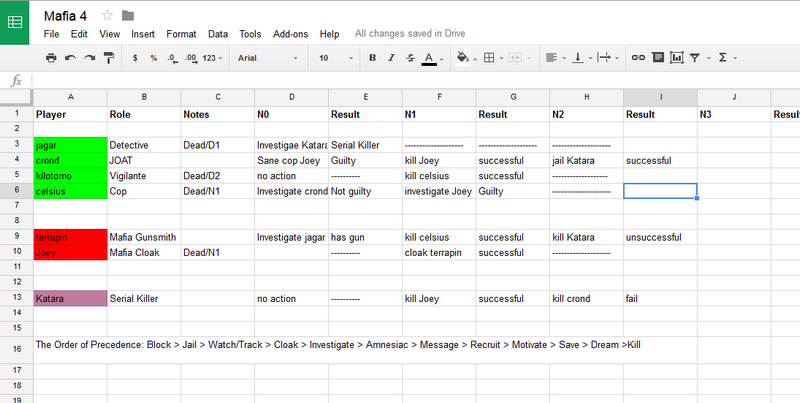 Mafia 4
File Edit View Insert Format Data Tools Add-ons Help All changes saved in Drive
$ % .0 .00 123 Arial 10 B I S A
fx
A B C D E F G H I J
1 Player Role Notes N0 Result N1 Result N2 Result N3 Resul
2
3 jagar Detective Dead/D1 Investigae Katara Serial Killer -------------------- -------------------- --------------------
4 crond JOAT Sane cop Joey Guilty kill Joey successful jail Katara successful
5 kilotomo Vigilante Dead/D2 no action ---------- kill celsius successful --------------------
6 celsius Cop Dead/N1 Investigate crond Not guilty investigate Joey Guilty --------------------
7
8
9 terrapin Mafia Gunsmith Investigate jagar has gun kill celsius successful kill Katara unsuccessful
10 Joey Mafia Cloak Dead/N1 ---------- cloak terrapin successful --------------------
11
12
13 Katara Serial Killer no action ---------- kill Joey successful kill crond fail
14
15
16 The Order of Precedence: Block > Jail > Watch/Track > Cloak > Investigate > Amnesiac > Message > Recruit > Motivate > Save > Dream >Kill
17
18
19